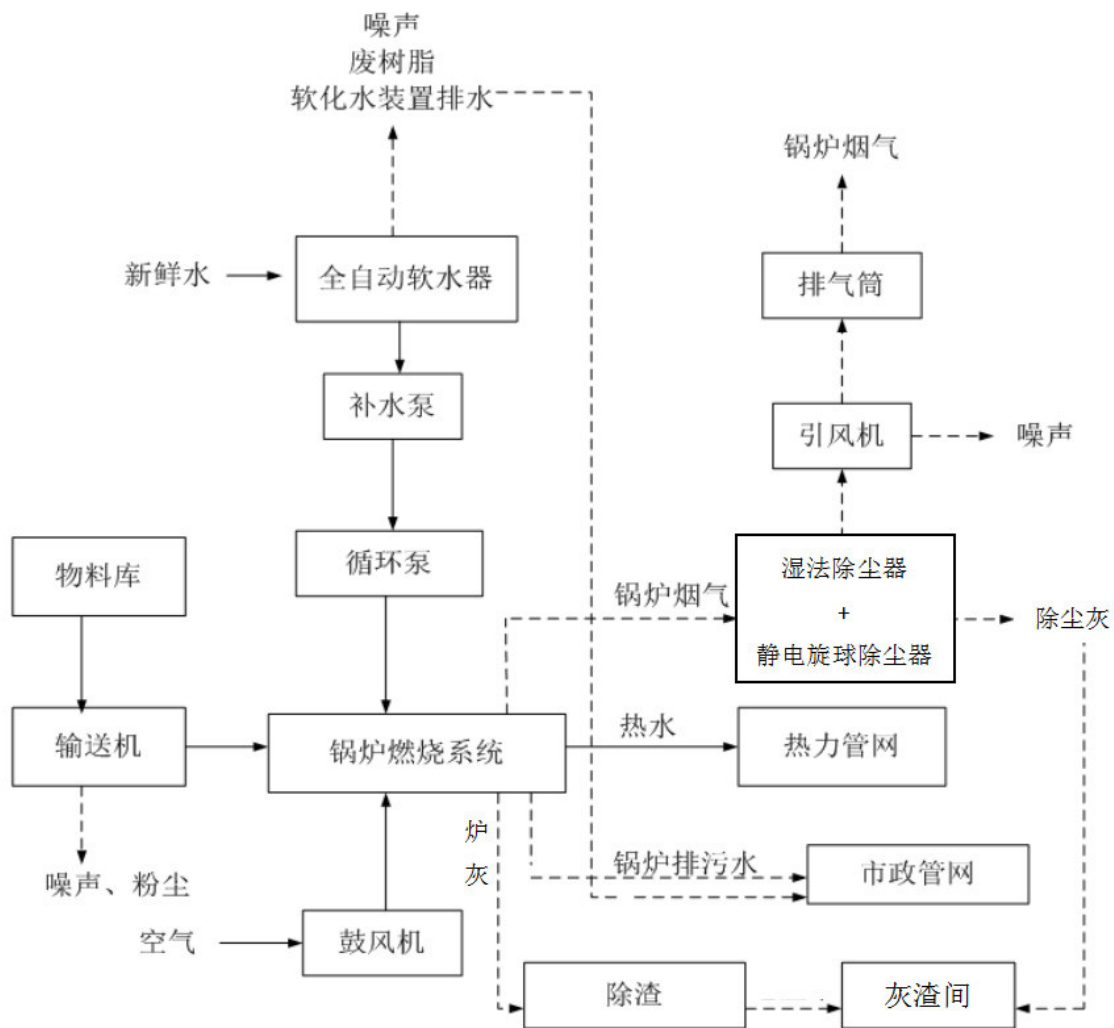 噪声
废树脂
软化水装置排水
锅炉烟气
新鲜水
全自动软水器
排气筒
补水泵
引风机
噪声
物料库
循环泵
锅炉烟气
湿法除尘器
+
静电旋球除尘器
除尘灰
输送机
锅炉燃烧系统
热水
热力管网
炉
灰
噪声、粉尘
锅炉排污水
市政管网
空气
鼓风机
除渣
灰渣间